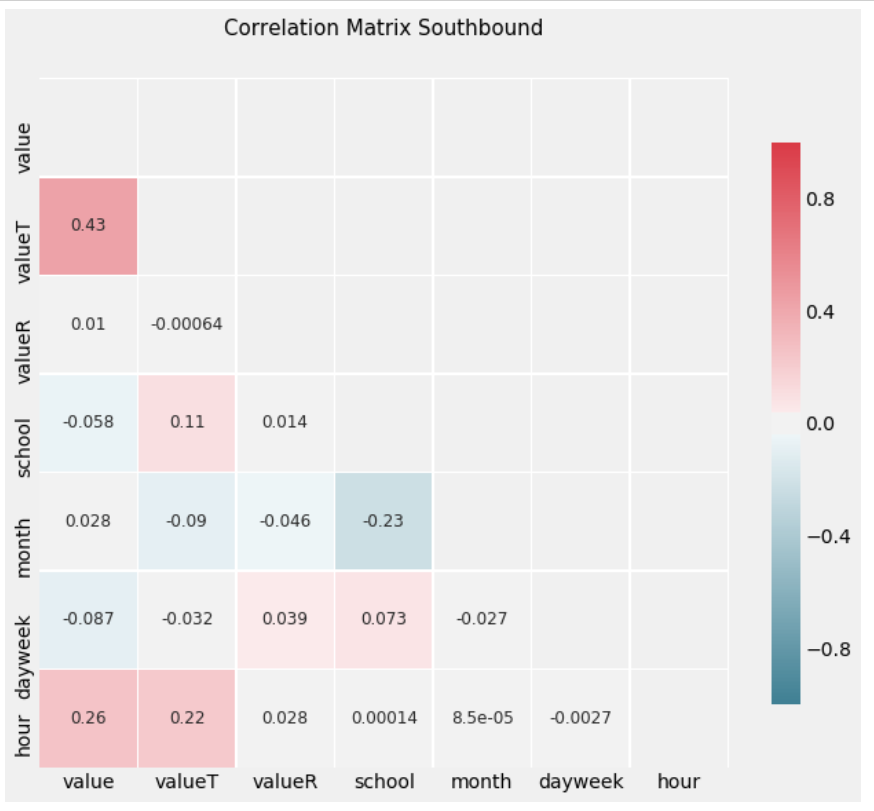 Correlation Matrix Southbound
value
valueT
0.43
valueR
0.01 -0.00064
school
-0.058 0.11 0.014
month
0.028 -0.09 -0.046 -0.23
dayweek
-0.087 -0.032 0.039 0.073 -0.027
hour
0.26 0.22 0.028 0.00014 8.5e-05 -0.0027
value valueT valueR school month dayweek hour
0.8
0.4
0.0
−0.4
−0.8